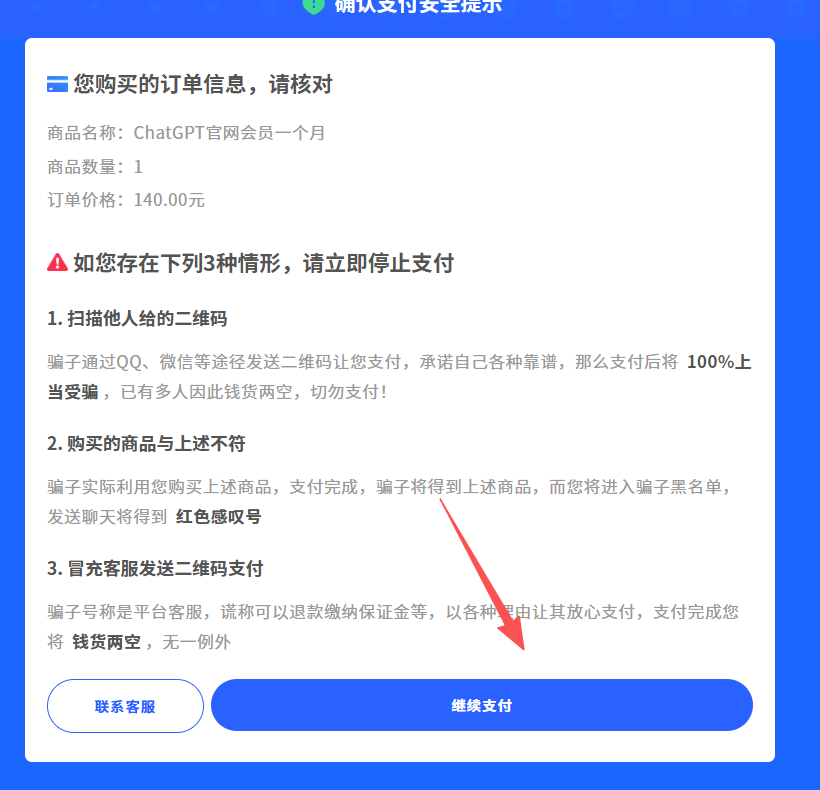 确认支付安全提示
您购买的订单信息，请核对
商品名称：ChatGPT官网会员一个月
商品数量：1
订单价格：140.00元
如您存在下列3种情形，请立即停止支付
1. 扫描他人给的二维码
骗子通过QQ、微信等途径发送二维码让您支付，承诺自己各种靠谱，那么支付后将 100%上
当受骗 ，已有多人因此钱货两空，切勿支付！
2. 购买的商品与上述不符
骗子实际利用您购买上述商品，支付完成，骗子将得到上述商品，而您将进入骗子黑名单，
发送聊天将得到 红色感叹号
3. 冒充客服发送二维码支付
骗子号称是平台客服，谎称可以退款缴纳保证金等，以各种理由让其放心支付，支付完成您
将 钱货两空 ，无一例外
联系客服
继续支付